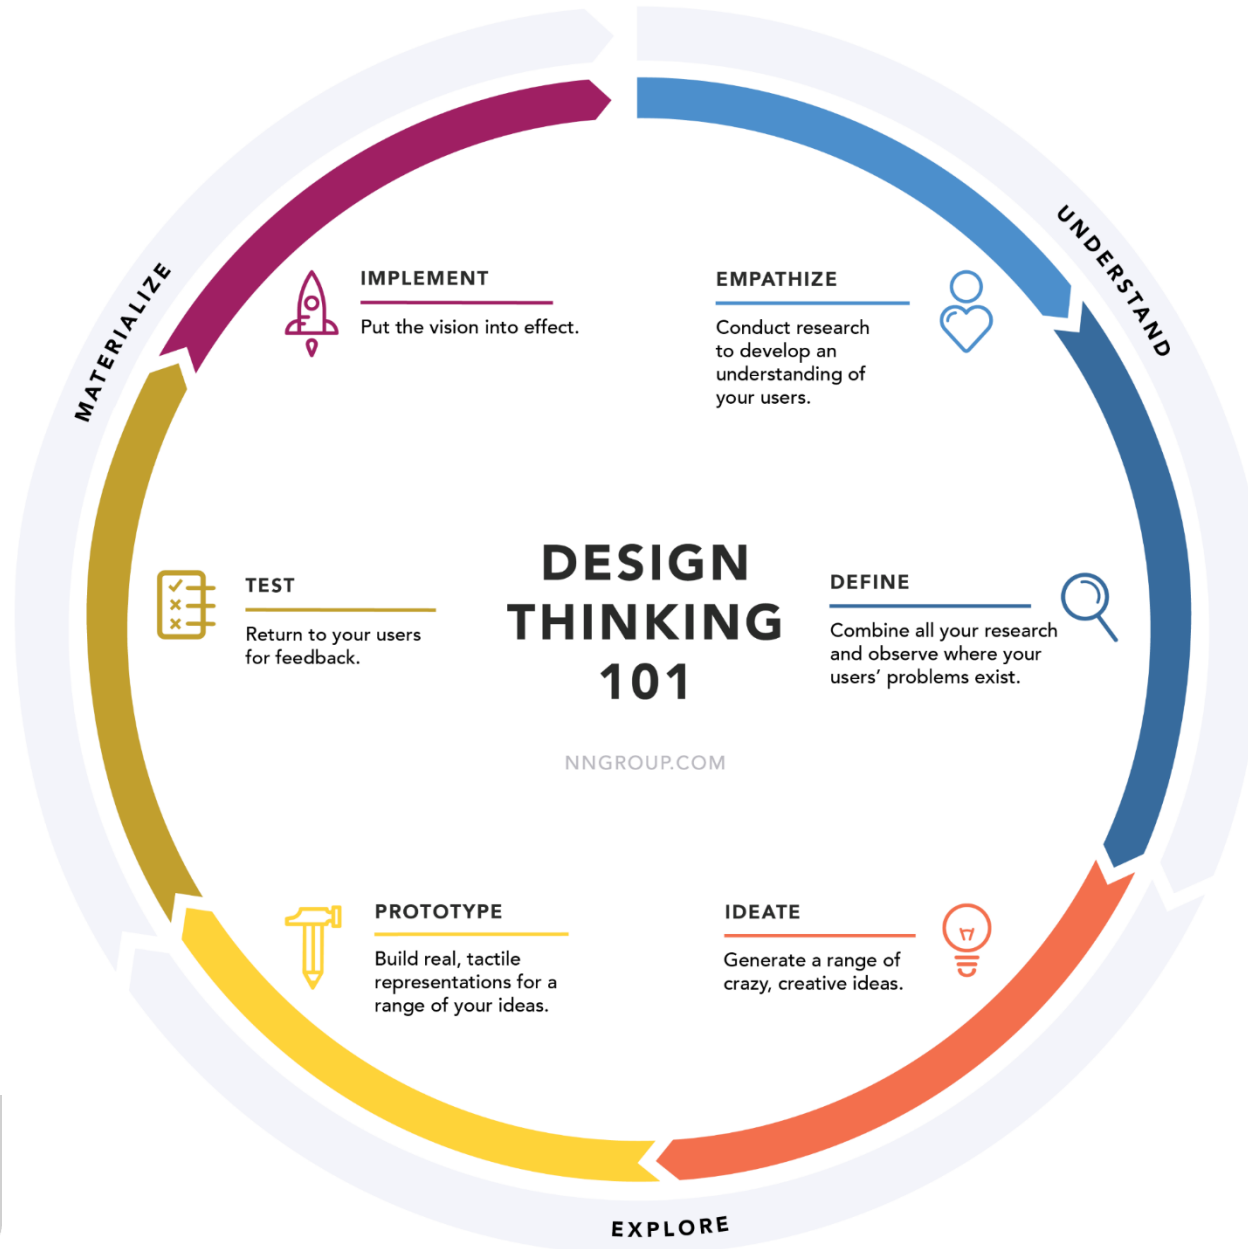 DESIGN
THINKING
101
NNGROUP.COM
UNDERSTAND
EMPATHIZE
Conduct research
to develop an
understanding of
your users.
DEFINE
Combine all your research
and observe where your
users’ problems exist.
EXPLORE
IDEATE
Generate a range of
crazy, creative ideas.
PROTOTYPE
Build real, tactile
representations for a
range of your ideas.
MATERIALIZE
TEST
Return to your users
for feedback.
IMPLEMENT
Put the vision into effect.